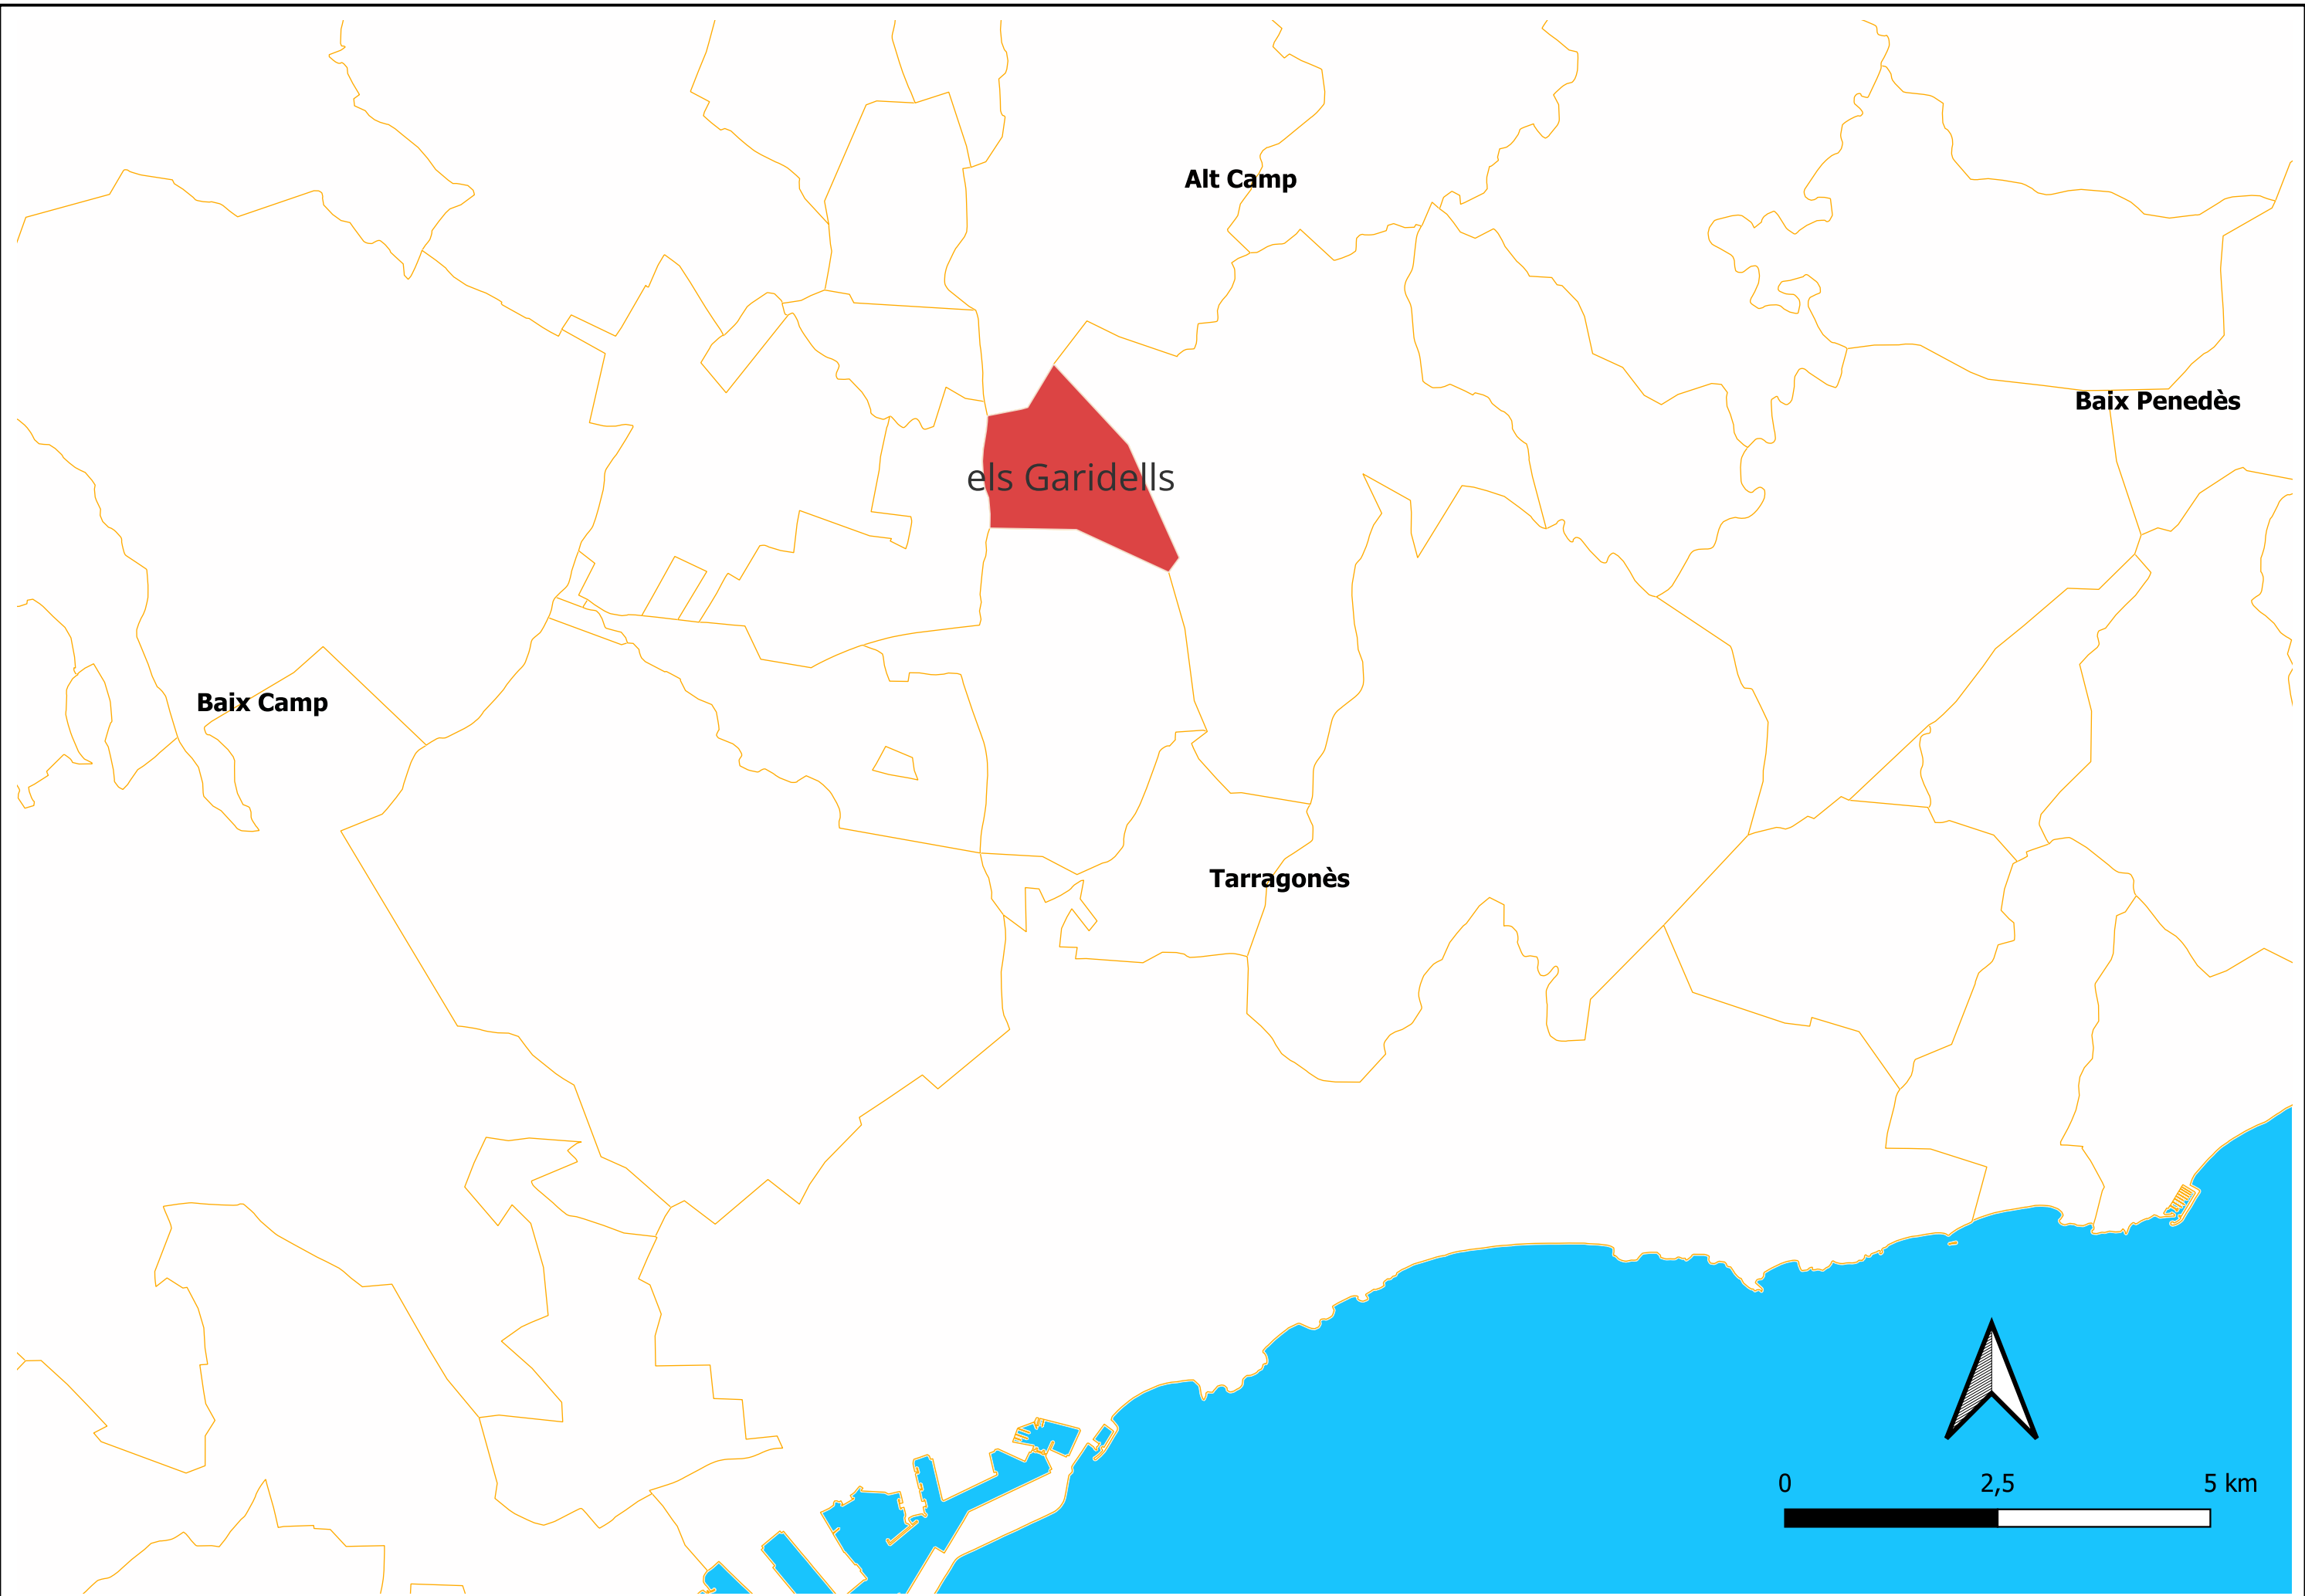 Alt Camp
Baix Penedès
els Garidells
Baix Camp
Tarragonès
0 2,5 5 km